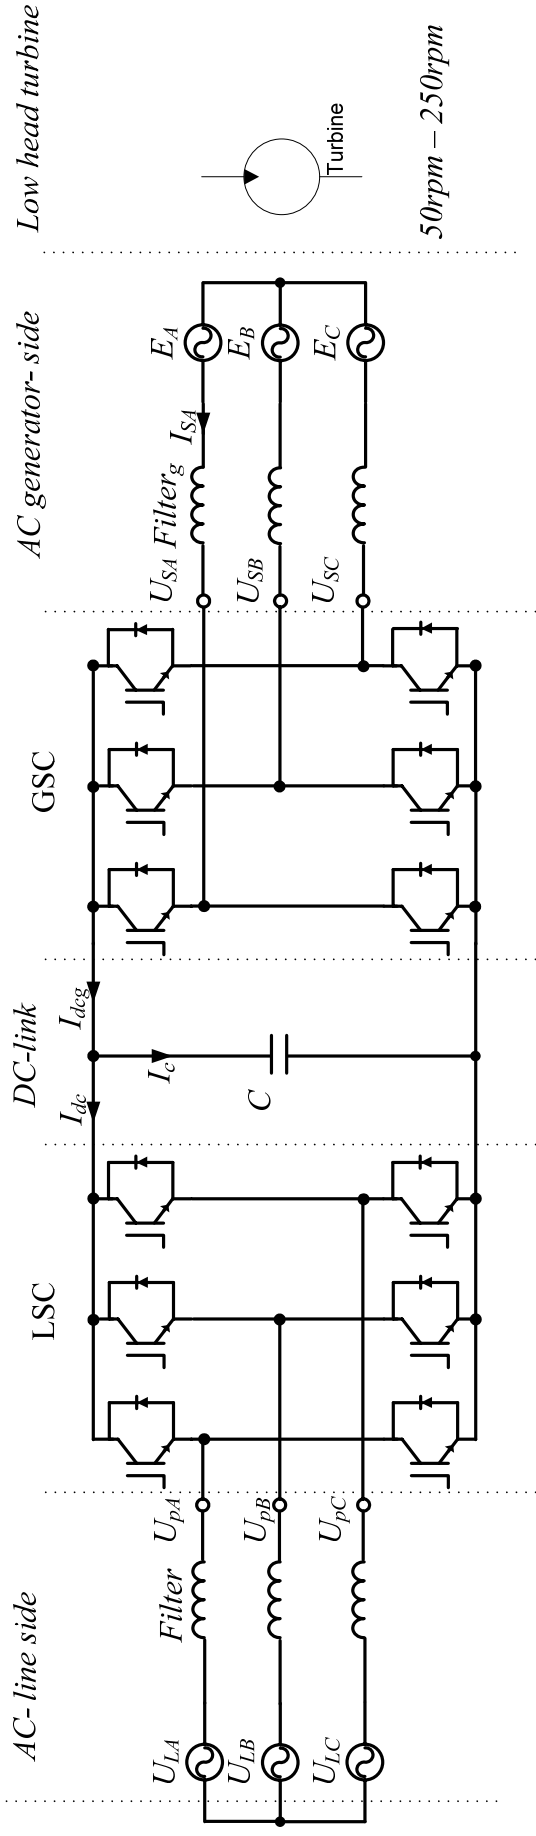 AC- line side
LSC
DC-link
GSC
AC generator- side
Low head turbine
U_LA
Filter
U_pA
U_LB
U_pB
U_LC
U_pC
I_dc
I_dcg
I_c
C
U_SA Filter_g
I_SA
E_A
U_SB
E_B
U_SC
E_C
Turbine
50rpm – 250rpm